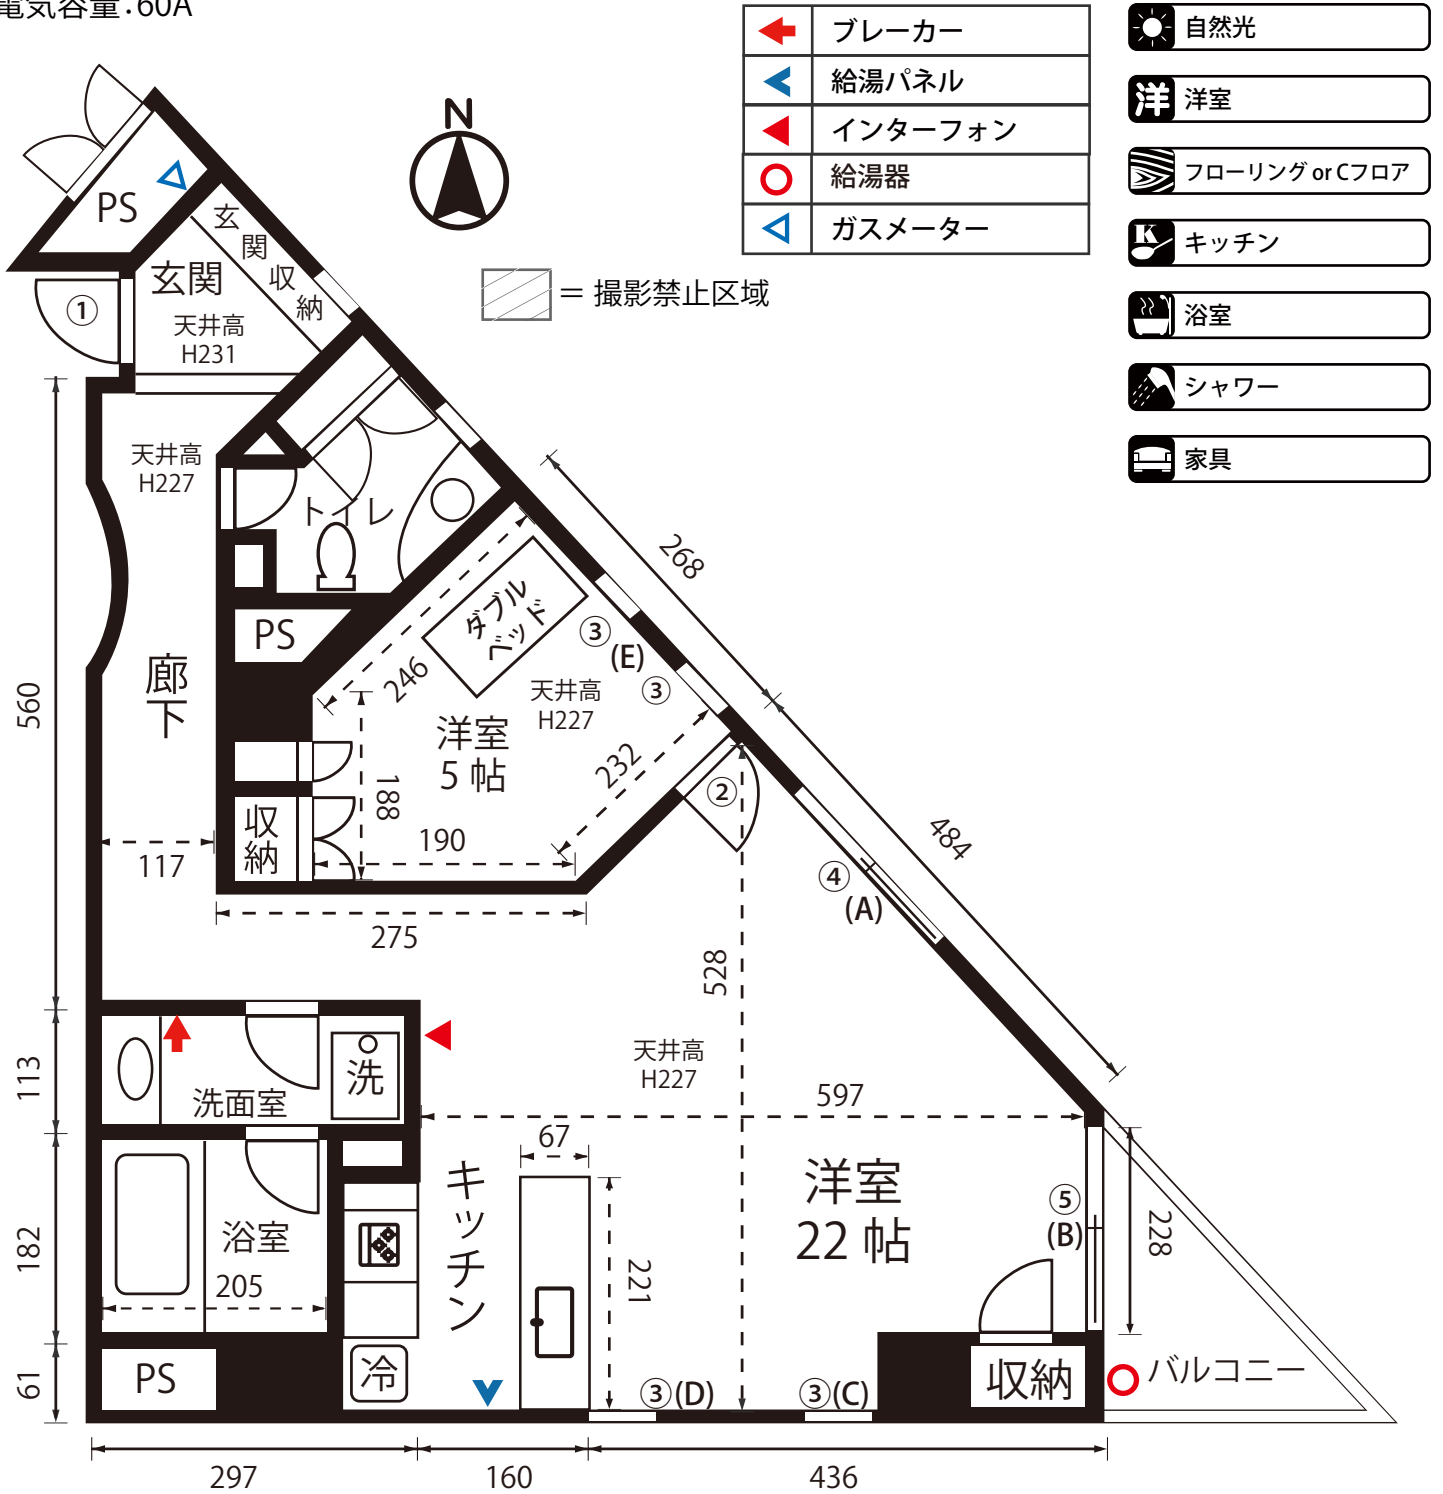 電気容量：60A
ブレーカー
給湯パネル
インターフォン
給湯器
ガスメーター
自然光
洋
洋室
フローリング or Cフロア
K
キッチン
浴室
シャワー
家具
N
＝ 撮影禁止区域
PS
玄関収納
玄関
①
天井高
H231
天井高
H227
トイレ
268
ダブル
ベッド
③
(E)
PS
246
天井高
H227
③
廊下
560
洋室
5 帖
232
188
②
収納
190
117
484
④
(A)
275
528
113
洗
洗面室
天井高
H227
597
67
キッチン
洋室
22 帖
⑤
(B)
228
182
浴室
205
221
61
PS
冷
③(D)
③(C)
収納
バルコニー
297
160
436